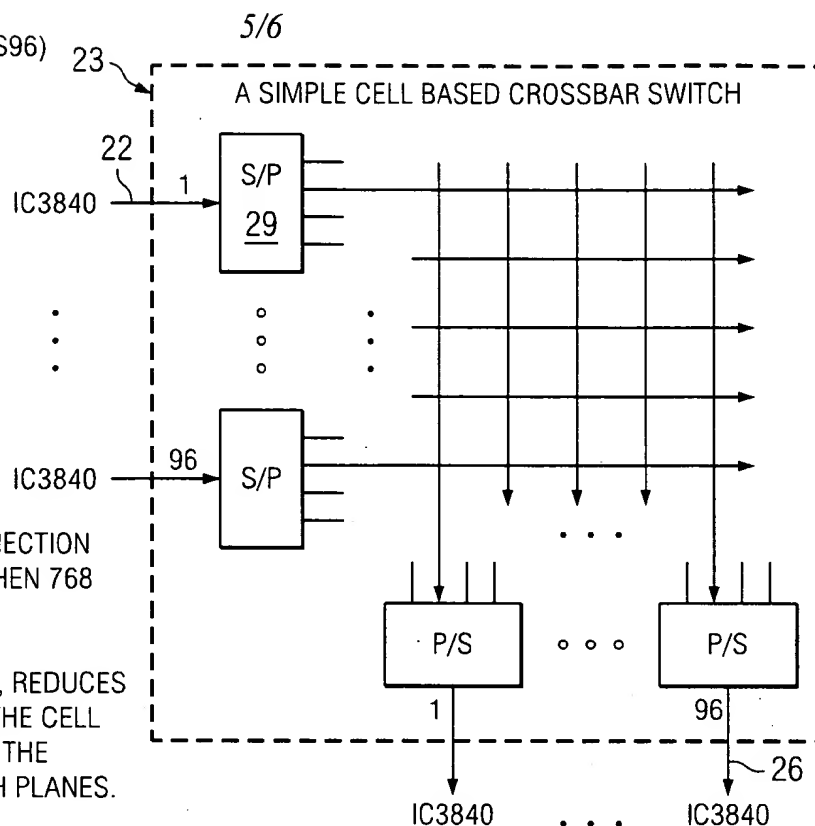 5/6
S96)
23
A SIMPLE CELL BASED CROSSBAR SWITCH
22
IC3840
1
S/P
29
IC3840
96
S/P
ECTION
HEN 768
P/S
P/S
, REDUCES
THE CELL
THE
H PLANES.
1
96
26
IC3840
IC3840